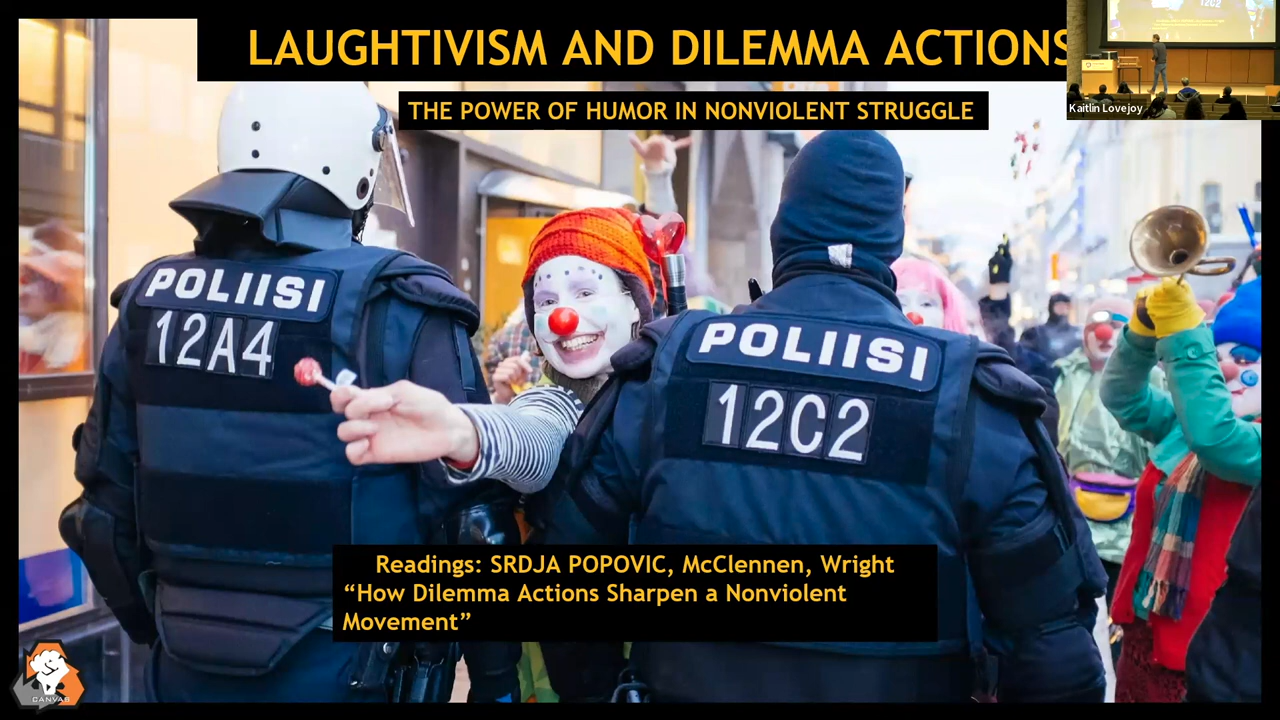 LAUGHTIVISM AND DILEMMA ACTIONS
THE POWER OF HUMOR IN NONVIOLENT STRUGGLE
12C2
Kaitlin Lovejoy
POLIISI
12A4
POLIISI
12C2
Readings: SRDJA POPOVIC, McClennen, Wright
“How Dilemma Actions Sharpen a Nonviolent
Movement”
CANVAS